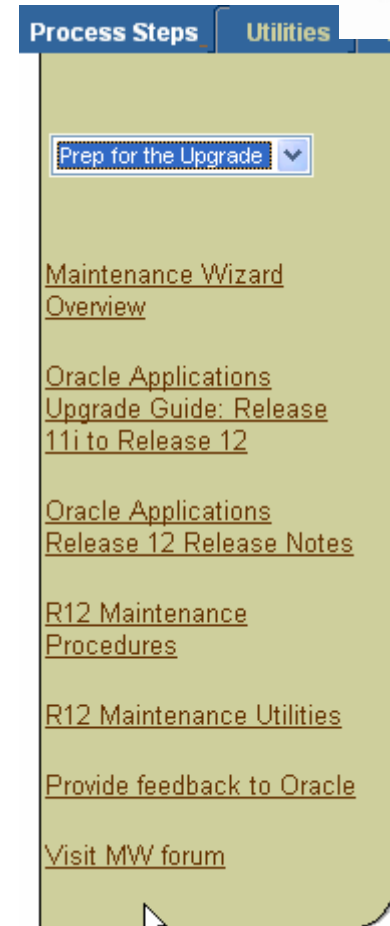 Process Steps Utilities
Prep for the Upgrade
Maintenance Wizard
Overview
Oracle Applications
Upgrade Guide: Release
11i to Release 12
Oracle Applications
Release 12 Release Notes
R12 Maintenance
Procedures
R12 Maintenance Utilities
Provide feedback to Oracle
Visit MW forum